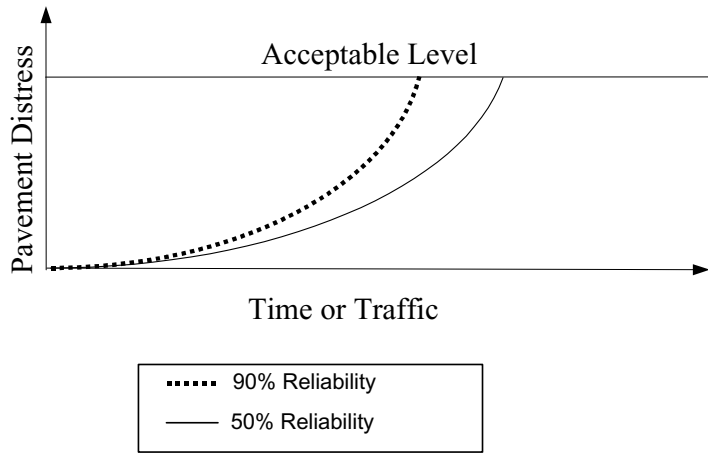 Acceptable Level
Pavement Distress
Time or Traffic
90% Reliability
50% Reliability